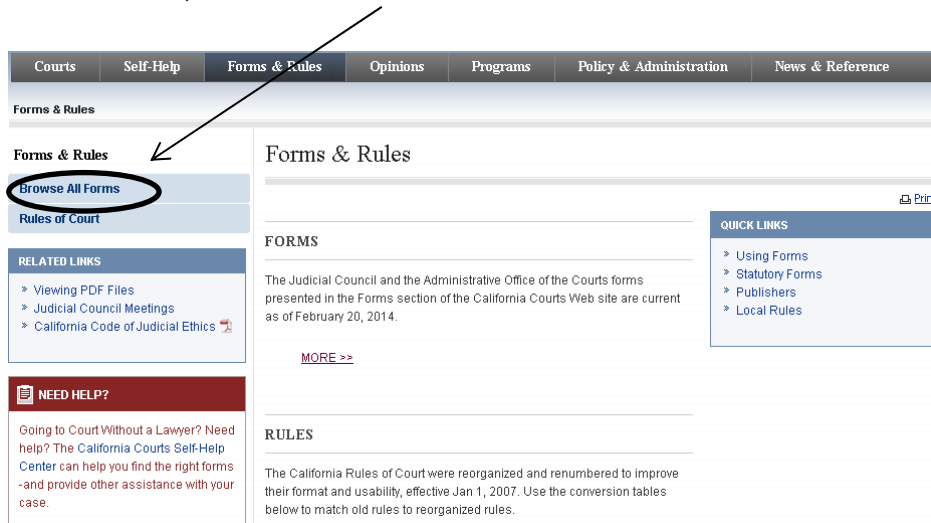 Courts Self-Help Forms & Rules Opinions Programs Policy & Administration News & Reference
Forms & Rules
Forms & Rules
Browse All Forms
Rules of Court
RELATED LINKS
» Viewing PDF Files
» Judicial Council Meetings
» California Code of Judicial Ethics
NEED HELP?
Going to Court Without a Lawyer? Need
help? The California Courts Self-Help
Center can help you find the right forms
-and provide other assistance with your
case.
Forms & Rules
FORMS
The Judicial Council and the Administrative Office of the Courts forms
presented in the Forms section of the California Courts Web site are current
as of February 20, 2014.
MORE >>
RULES
The California Rules of Court were reorganized and renumbered to improve
their format and usability, effective Jan 1, 2007. Use the conversion tables
below to match old rules to reorganized rules.
QUICK LINKS
» Using Forms
» Statutory Forms
» Publishers
» Local Rules